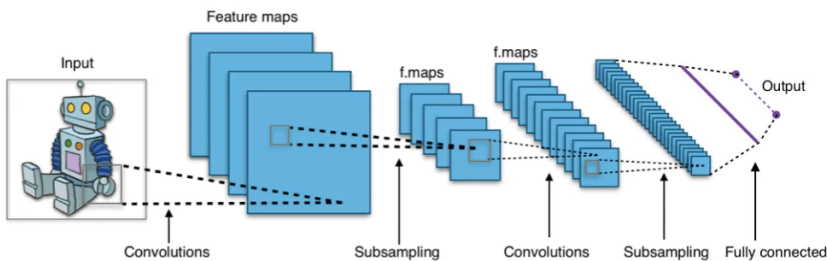 Feature maps
Input
f.maps
f.maps
Output
Convolutions
Subsampling
Convolutions
Subsampling
Fully connected